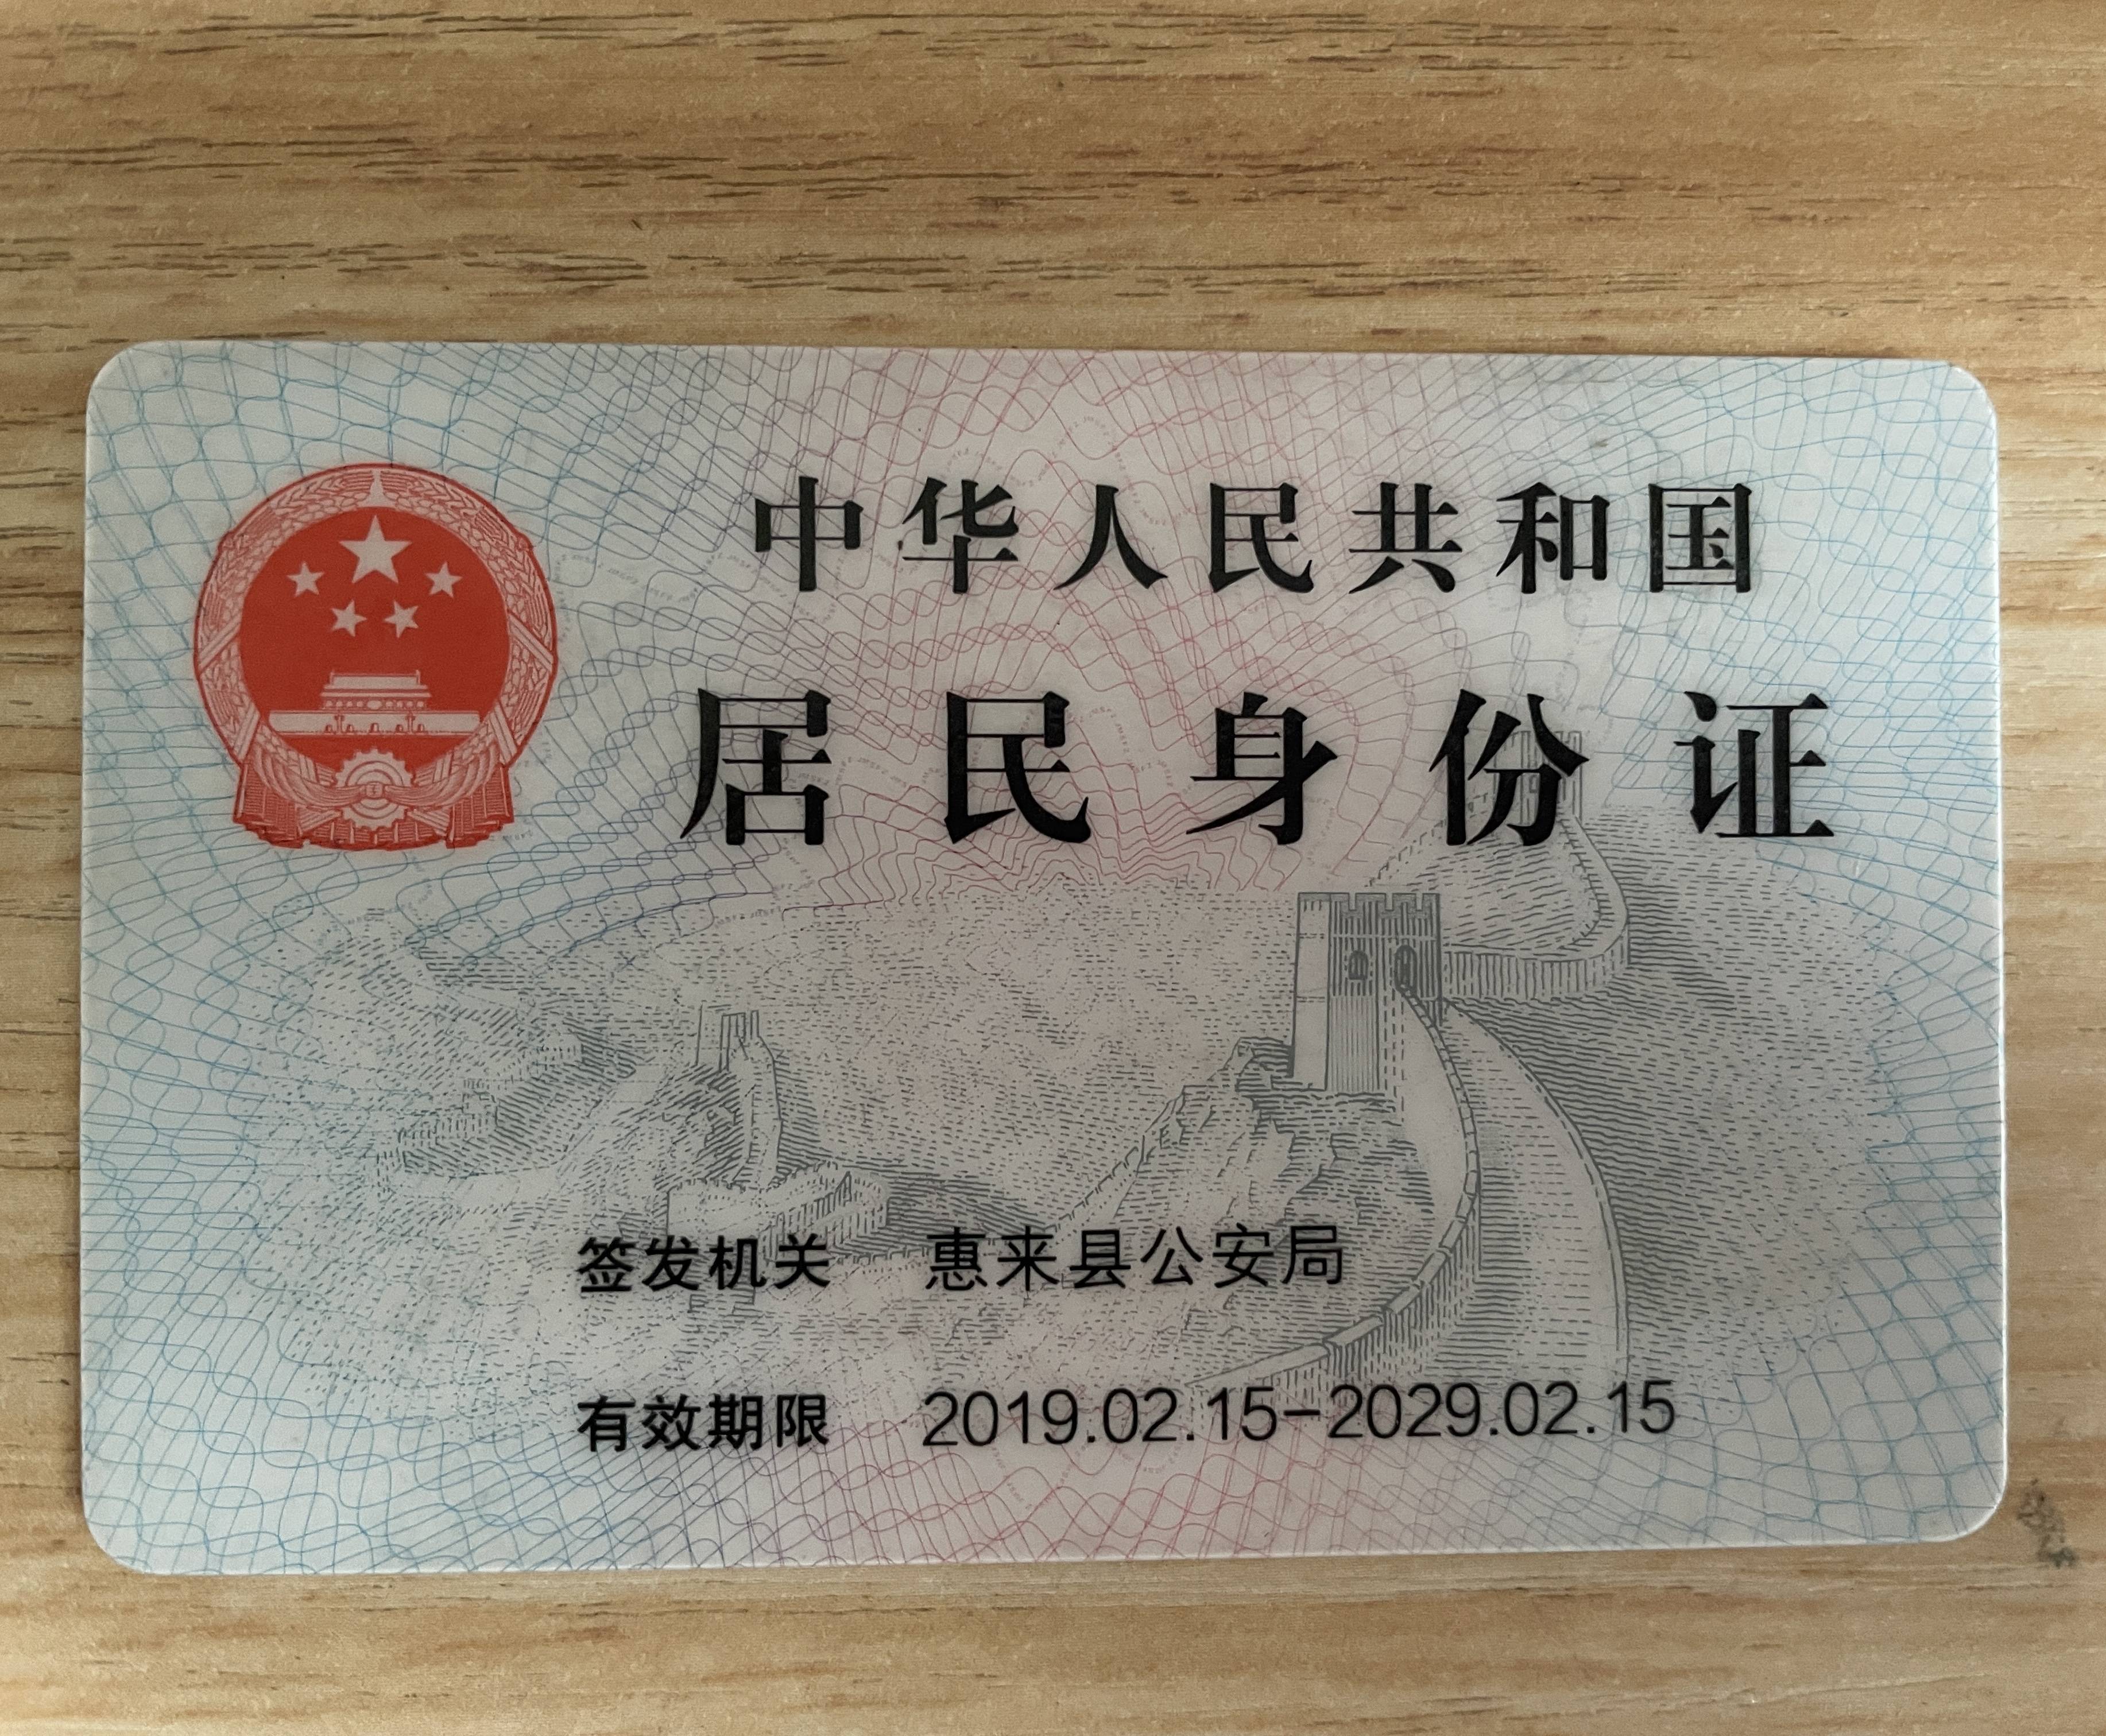 中华人民共和国
居民身份证
签发机关 惠来县公安局
有效期限 2019.02.15-2029.02.15